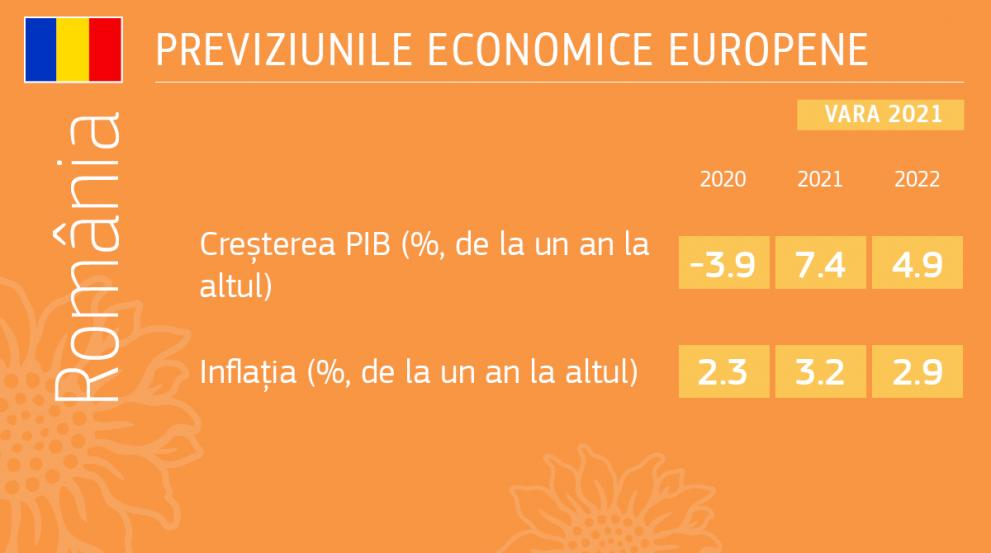 PREVIZIUNILE ECONOMICE EUROPENE
VARA 2021
România
2020 2021 2022
Creșterea PIB (%, de la un an la
altul)
-3.9 7.4 4.9
Inflația (%, de la un an la altul) 2.3 3.2 2.9